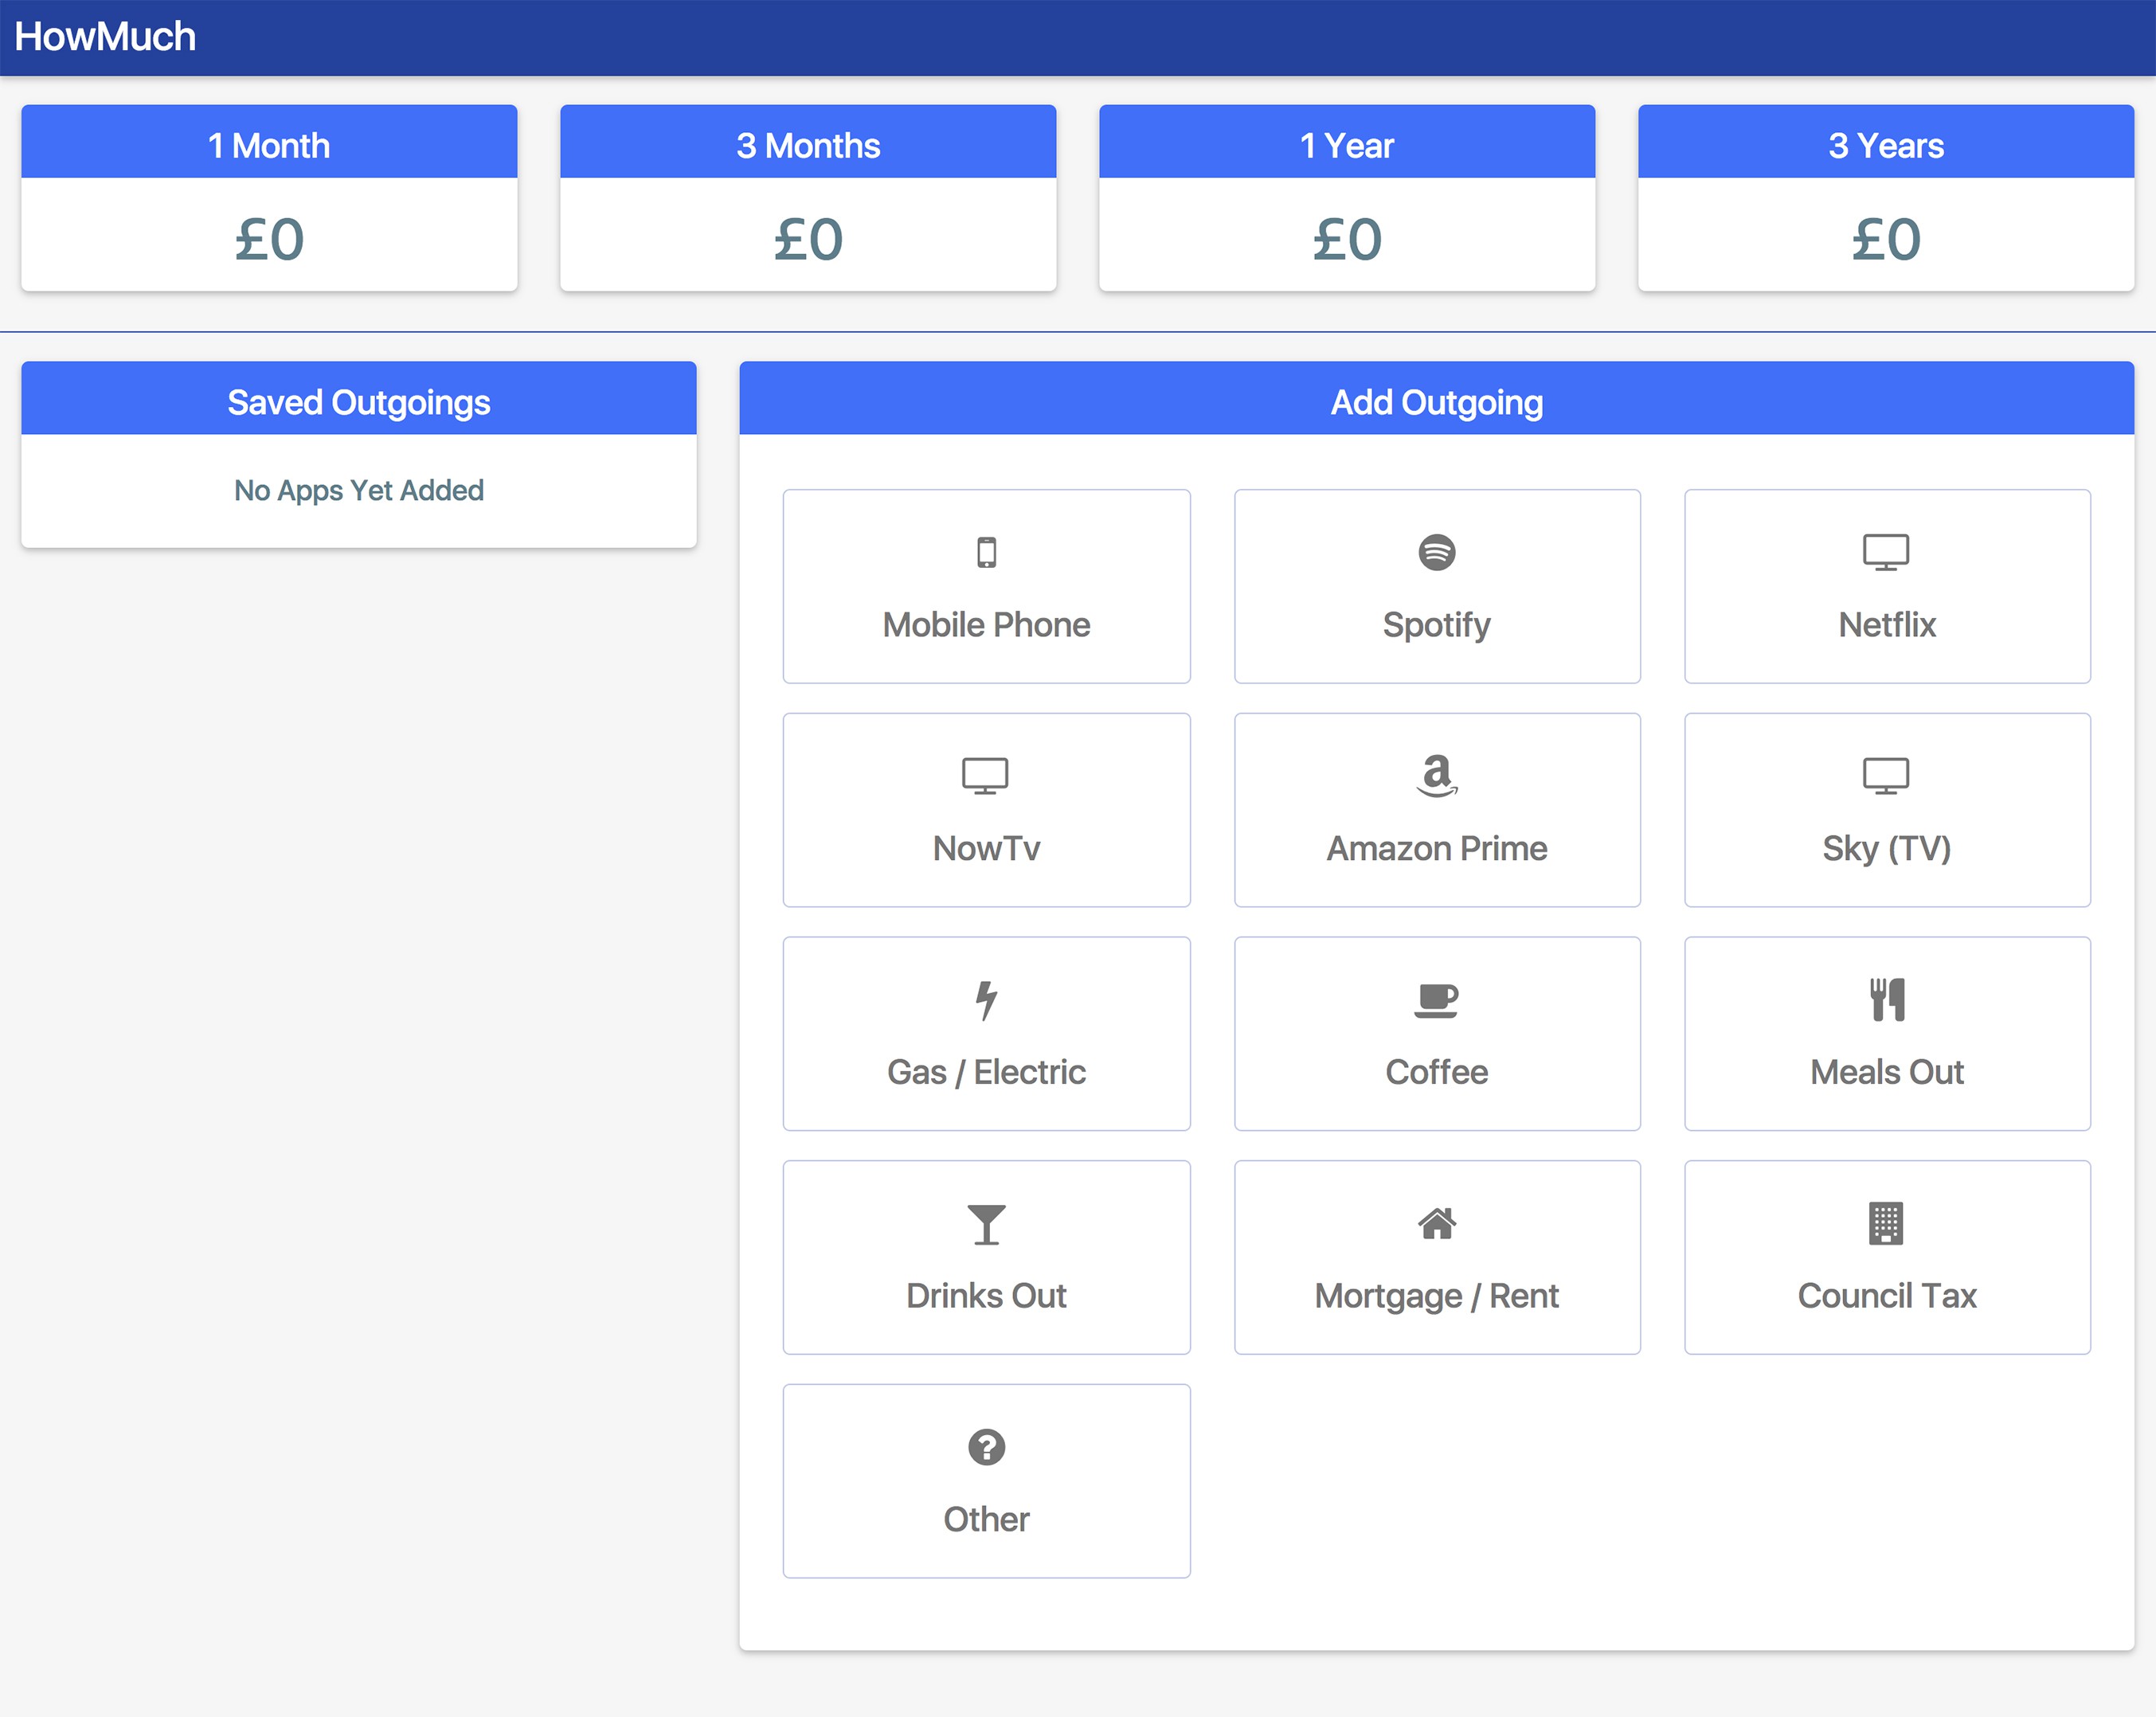 HowMuch
1 Month
3 Months
1 Year
3 Years
£0
£0
£0
£0
Saved Outgoings
No Apps Yet Added
Add Outgoing
Mobile Phone
Spotify
Netflix
NowTv
Amazon Prime
Sky (TV)
Gas / Electric
Coffee
Meals Out
Drinks Out
Mortgage / Rent
Council Tax
Other